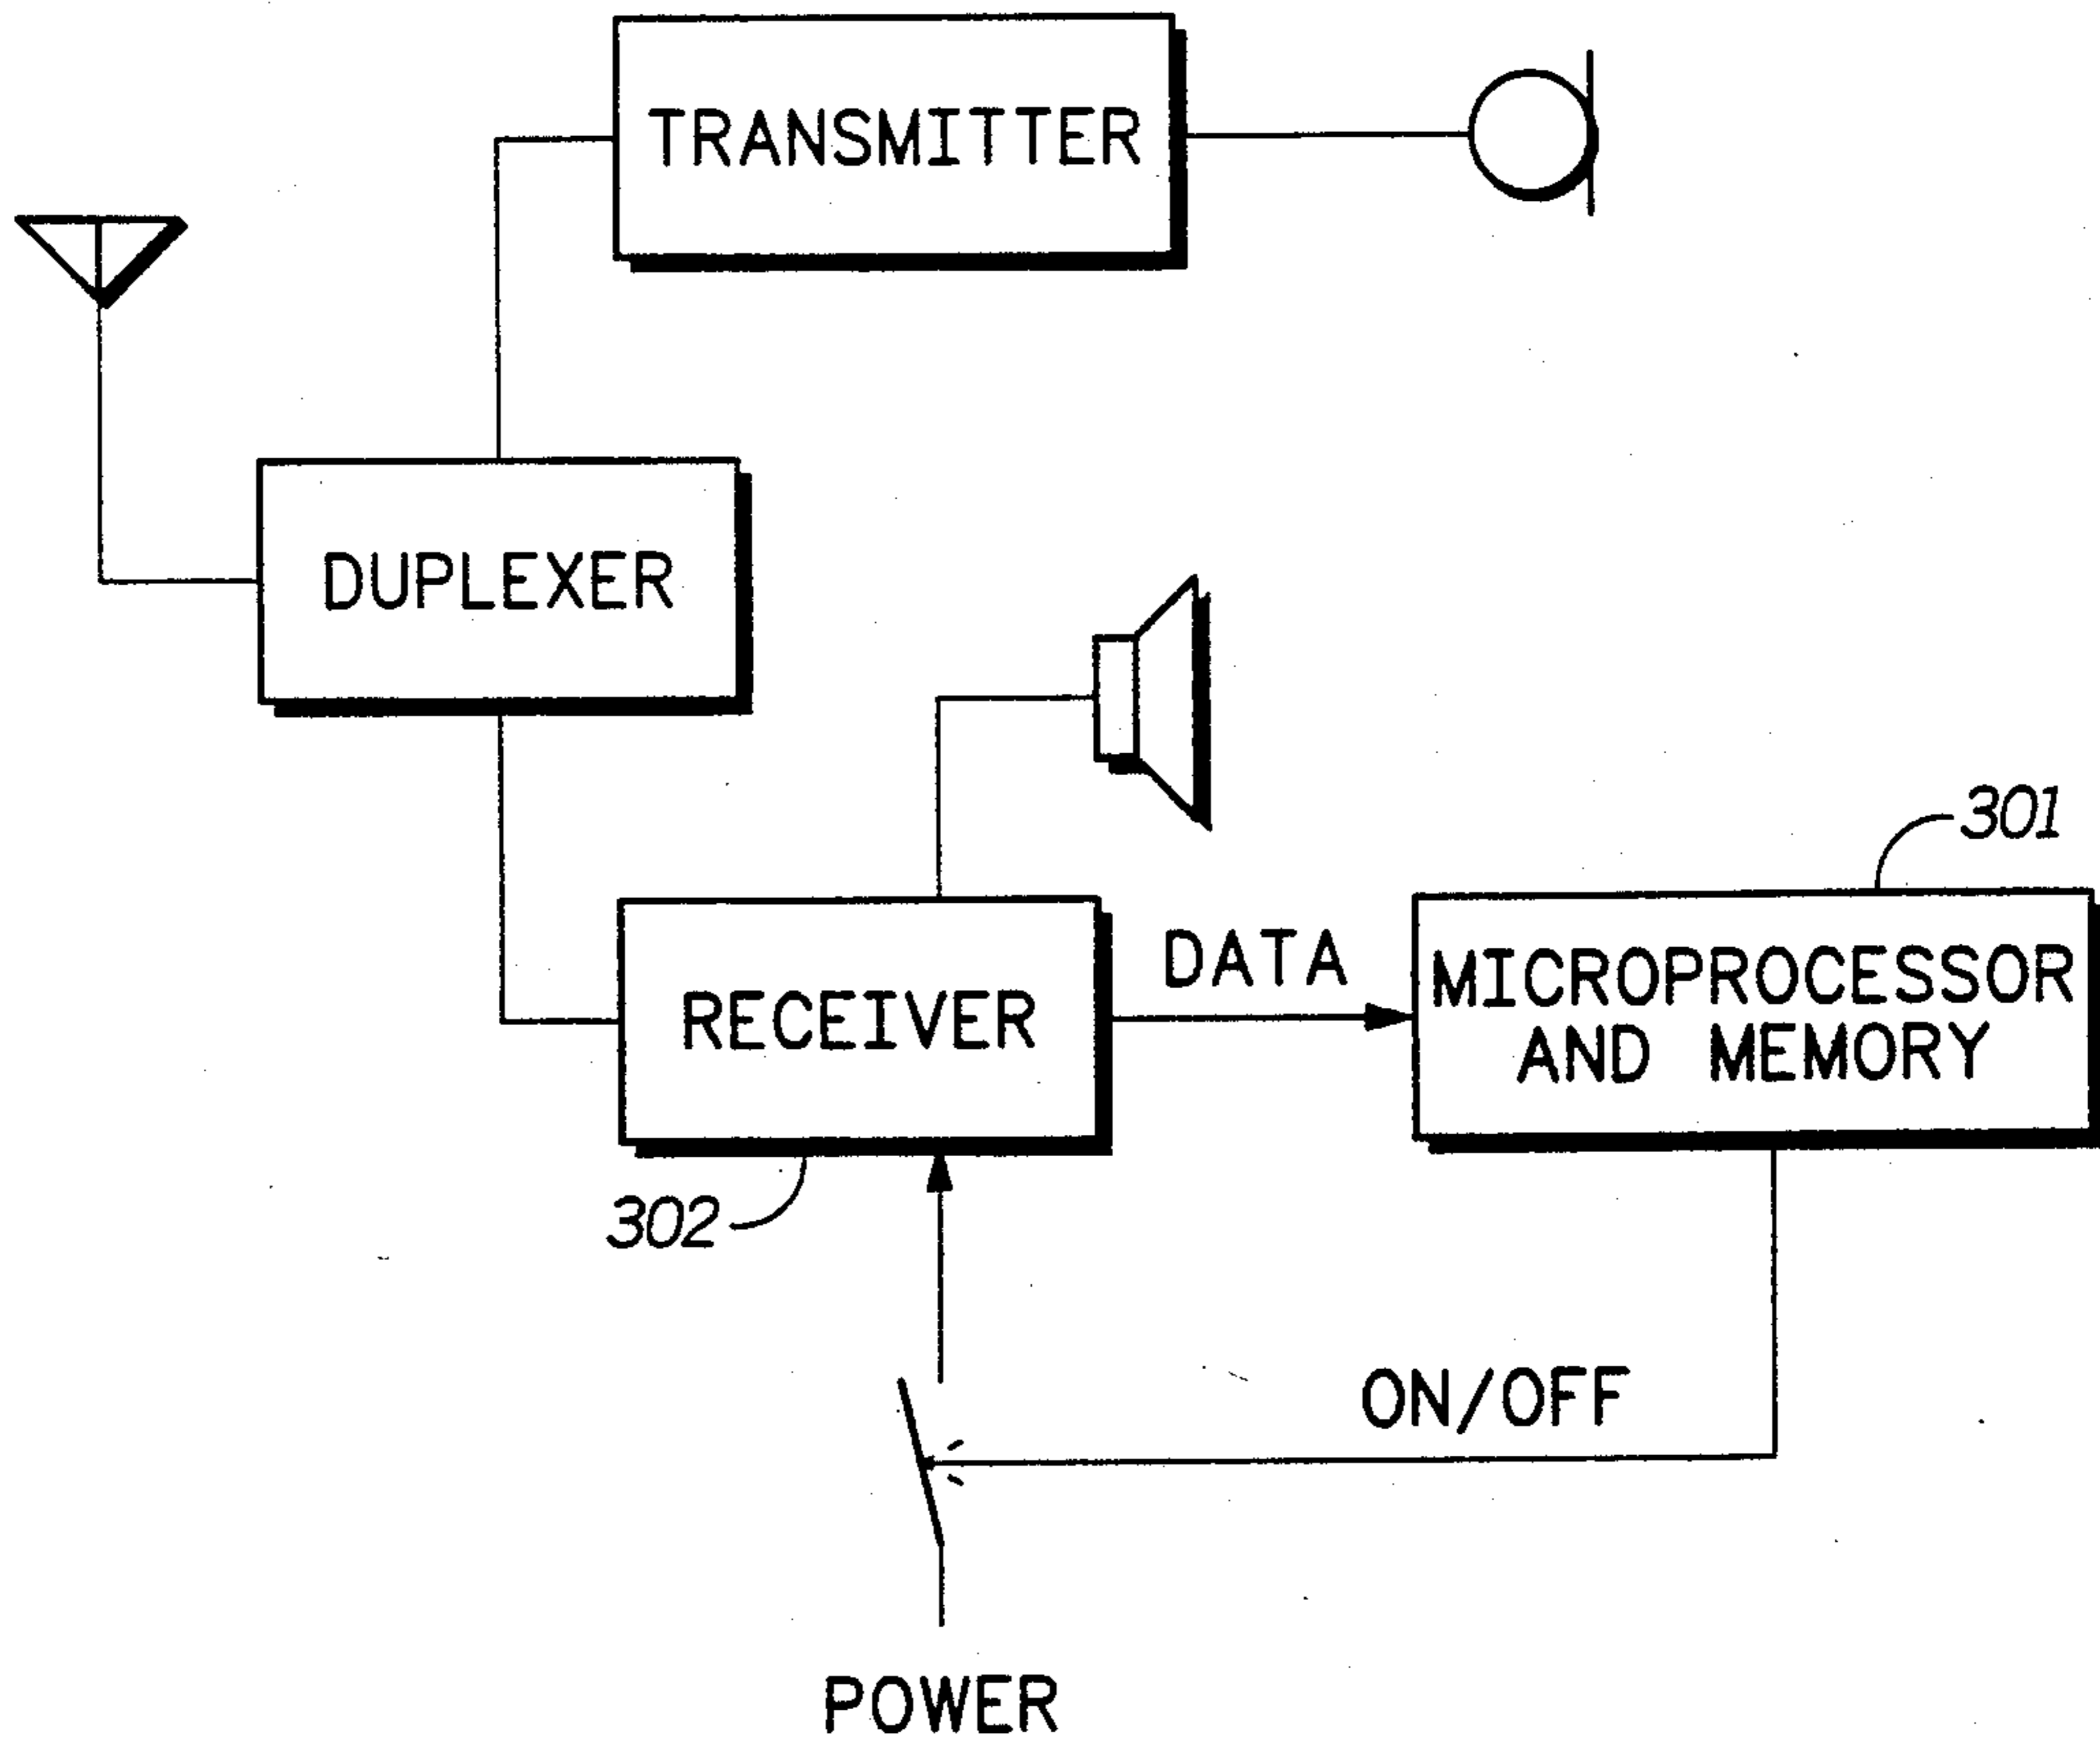 TRANSMITTER
DUPLEXER
301
RECEIVER
DATA
MICROPROCESSOR
AND MEMORY
302
ON/OFF
POWER